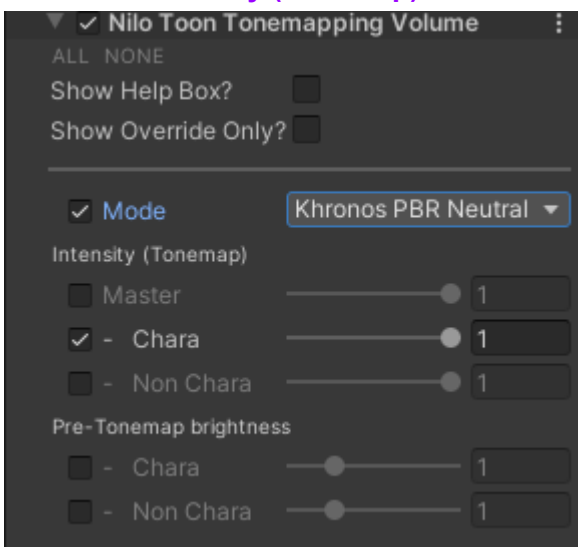 Nilo Toon Tonemapping Volume
ALL NONE
Show Help Box?
Show Override Only?
Mode Khronos PBR Neutral
Intensity (Tonemap)
Master 1
- Chara 1
- Non Chara 1
Pre-Tonemap brightness
- Chara 1
- Non Chara 1